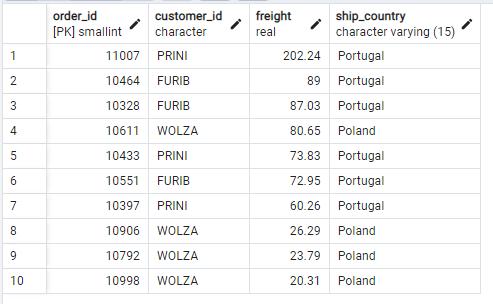 order_id customer_id freight ship_country
[PK] smallint character real character varying (15)
1 11007 PRINI 202.24 Portugal
2 10464 FURIB 89 Portugal
3 10328 FURIB 87.03 Portugal
4 10611 WOLZA 80.65 Poland
5 10433 PRINI 73.83 Portugal
6 10551 FURIB 72.95 Portugal
7 10397 PRINI 60.26 Portugal
8 10906 WOLZA 26.29 Poland
9 10792 WOLZA 23.79 Poland
10 10998 WOLZA 20.31 Poland